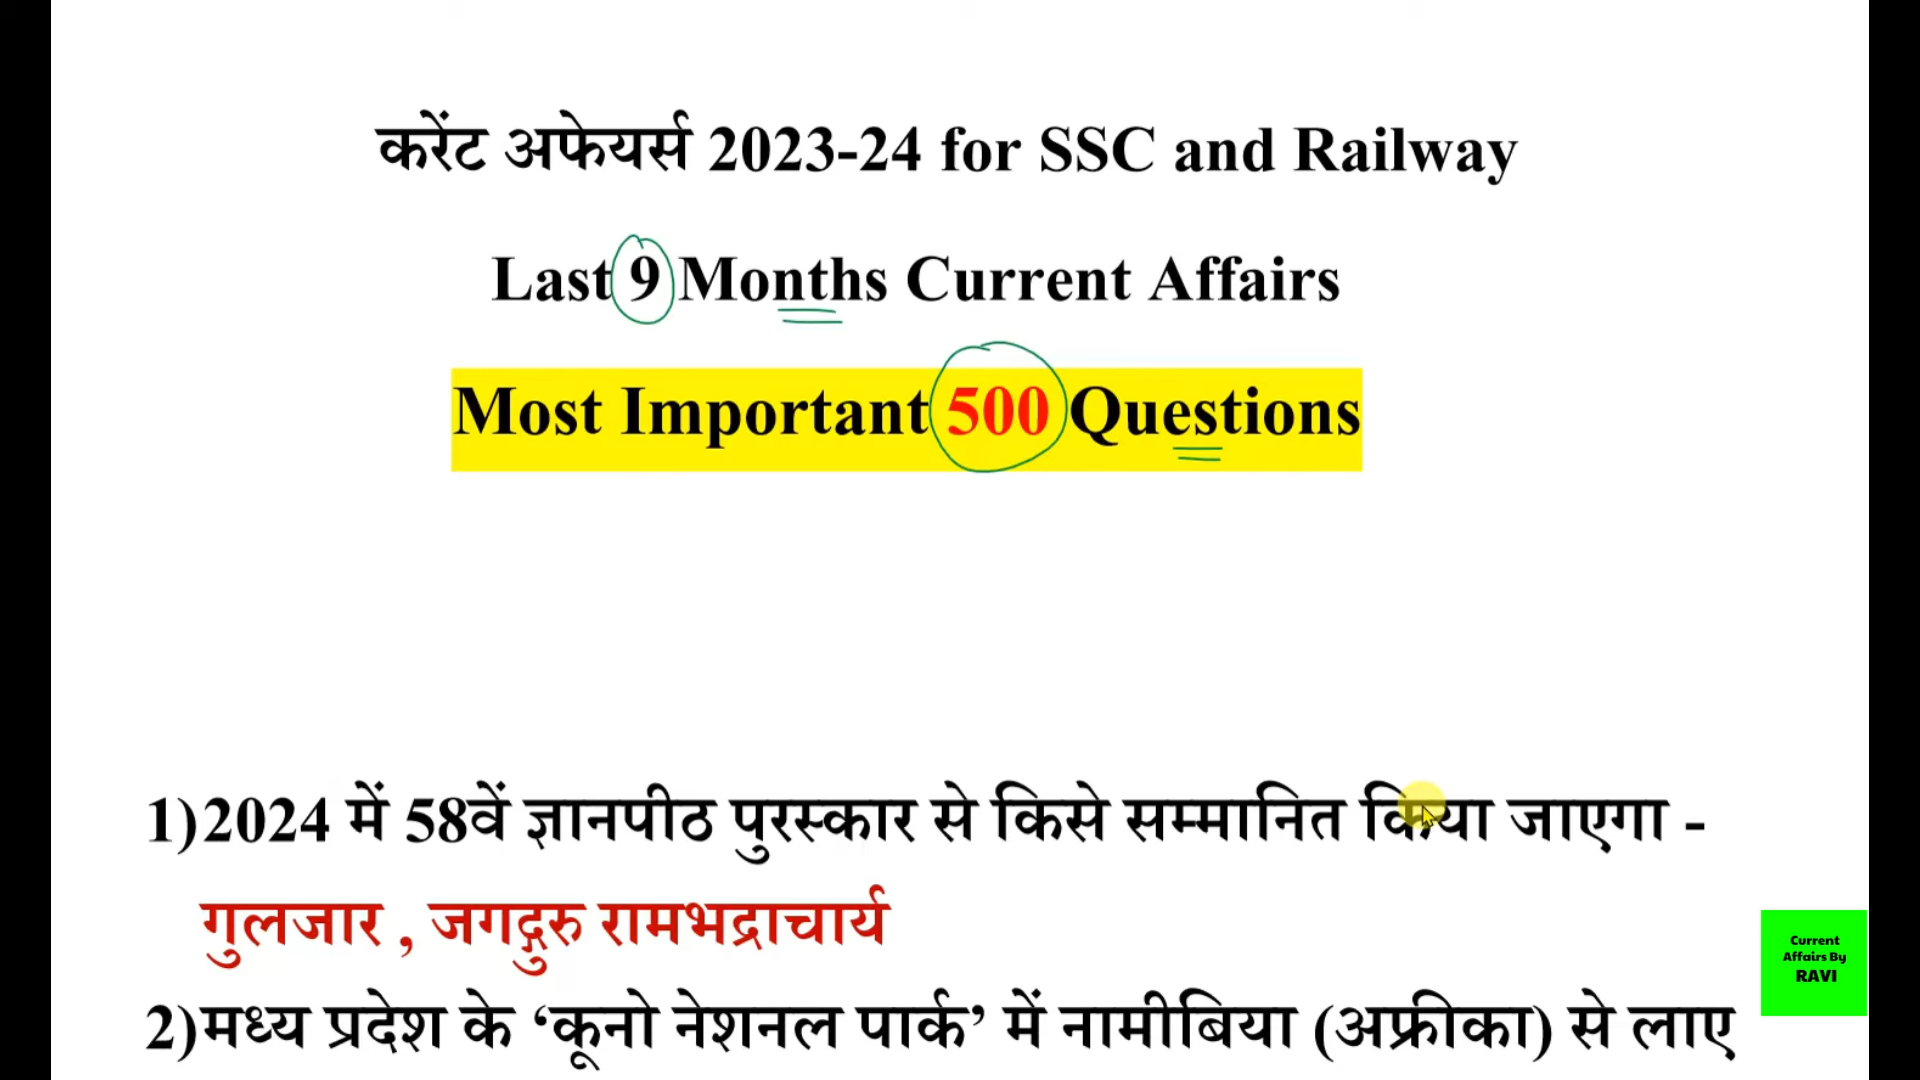 करेंट अफेयर्स 2023-24 for SSC and Railway
Last 9 Months Current Affairs
Most Important 500 Questions
1)2024 में 58वें ज्ञानपीठ पुरस्कार से किसे सम्मानित किया जाएगा -
गुलजार , जगद्गुरु रामभद्राचार्य
Current
Affairs By
RAVI
2)मध्य प्रदेश के ‘कूनो नेशनल पार्क’ में नामीबिया (अफ्रीका) से लाए